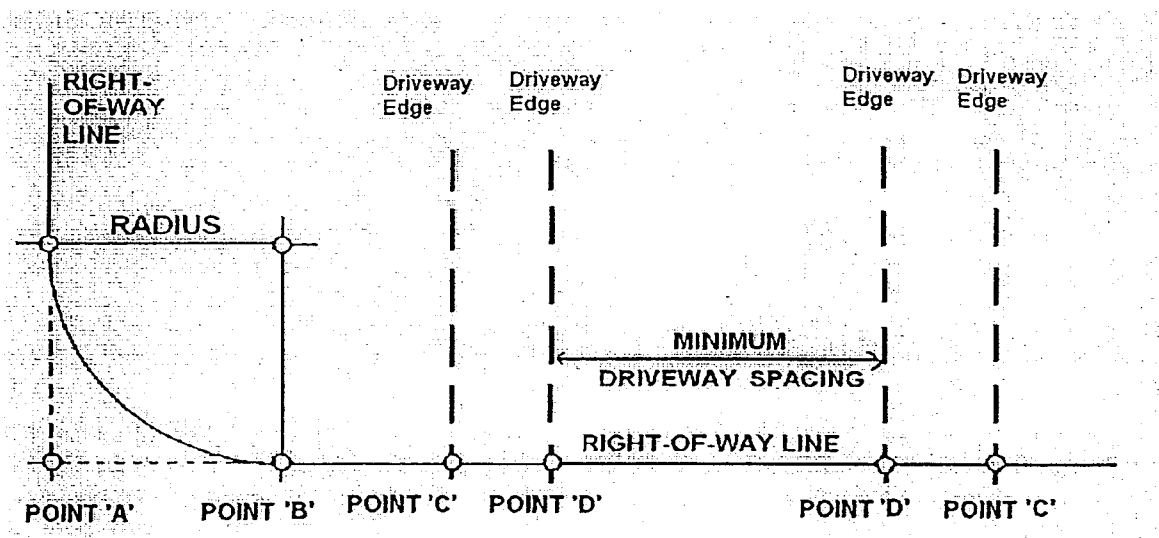 RIGHT-
OF-WAY
LINE
Driveway
Edge
Driveway
Edge
Driveway
Edge
Driveway
Edge
RADIUS
MINIMUM
DRIVEWAY SPACING
RIGHT-OF-WAY LINE
POINT 'A'
POINT 'B'
POINT 'C'
POINT 'D'
POINT 'D'
POINT 'C'